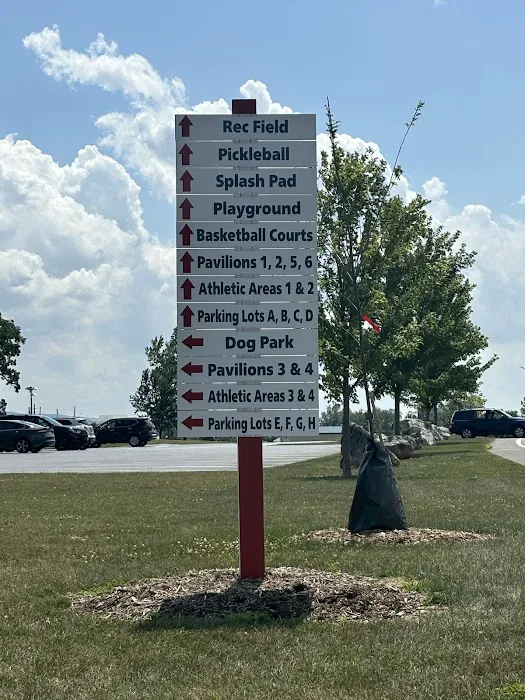 Rec Field
Pickleball
Splash Pad
Playground
Basketball Courts
Pavilions 1, 2, 5, 6
Athletic Areas 1 & 2
Parking Lots A, B, C, D
Dog Park
Pavilions 3 & 4
Athletic Areas 3 & 4
Parking Lots E, F, G, H